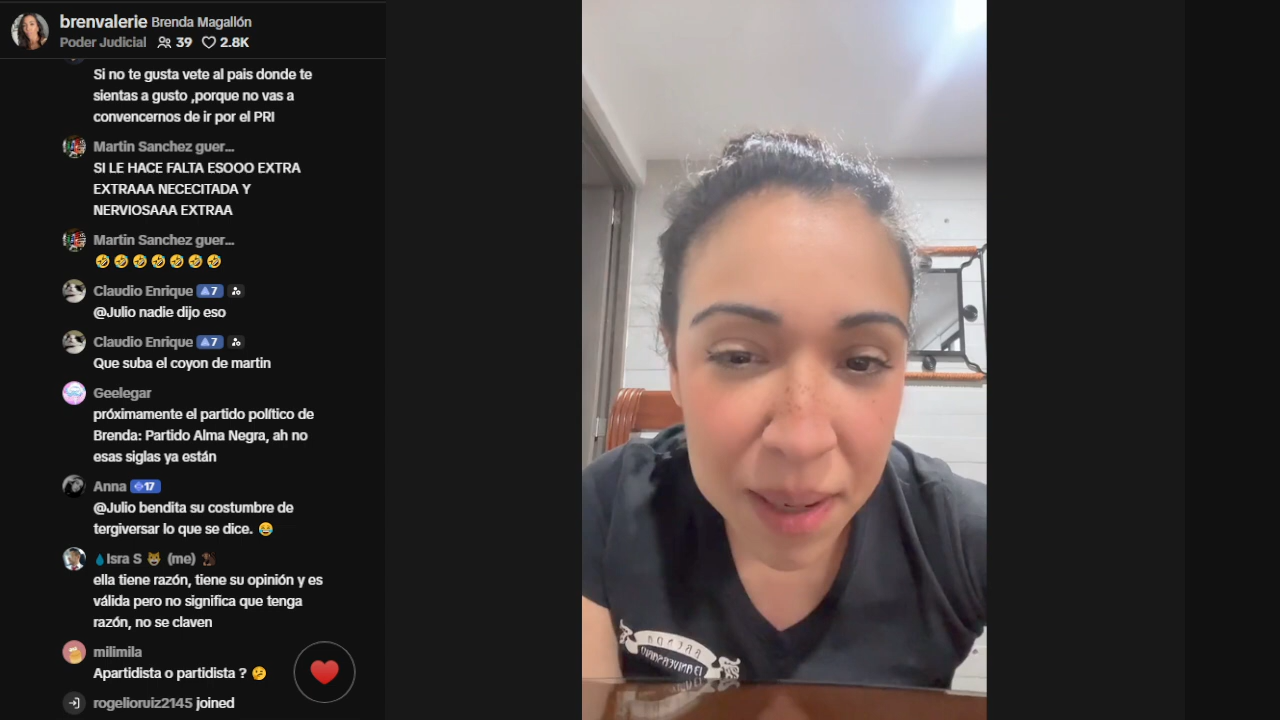 brenvalerie Brenda Magallón
Poder Judicial 39 2.8K
Si no te gusta vete al pais donde te
sientas a gusto ,porque no vas a
convencernos de ir por el PRI
Martin Sanchez guer...
SI LE HACE FALTA ESOOO EXTRA
EXTRAAA NECECITADA Y
NERVIOSAAA EXTRAA
Martin Sanchez guer...
🤣🤣🤣🤣🤣🤣🤣
Claudio Enrique 7
@Julio nadie dijo eso
Claudio Enrique 7
Que suba el coyon de martin
Geelegar
próximamente el partido político de
Brenda: Partido Alma Negra, ah no
esas siglas ya están
Anna 17
@Julio bendita su costumbre de
tergiversar lo que se dice. 😂
💧Isra S 😺 (me) 🐈‍⬛
ella tiene razón, tiene su opinión y es
válida pero no significa que tenga
razón, no se claven
milimila
Apartidista o partidista ? 🤔
rogelioruiz2145 joined